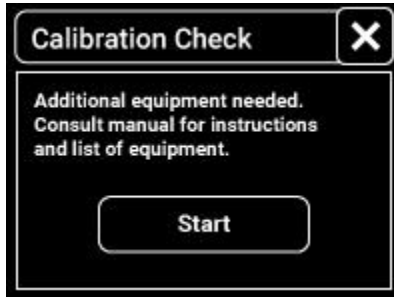 Calibration Check
Additional equipment needed.
Consult manual for instructions
and list of equipment.
Start